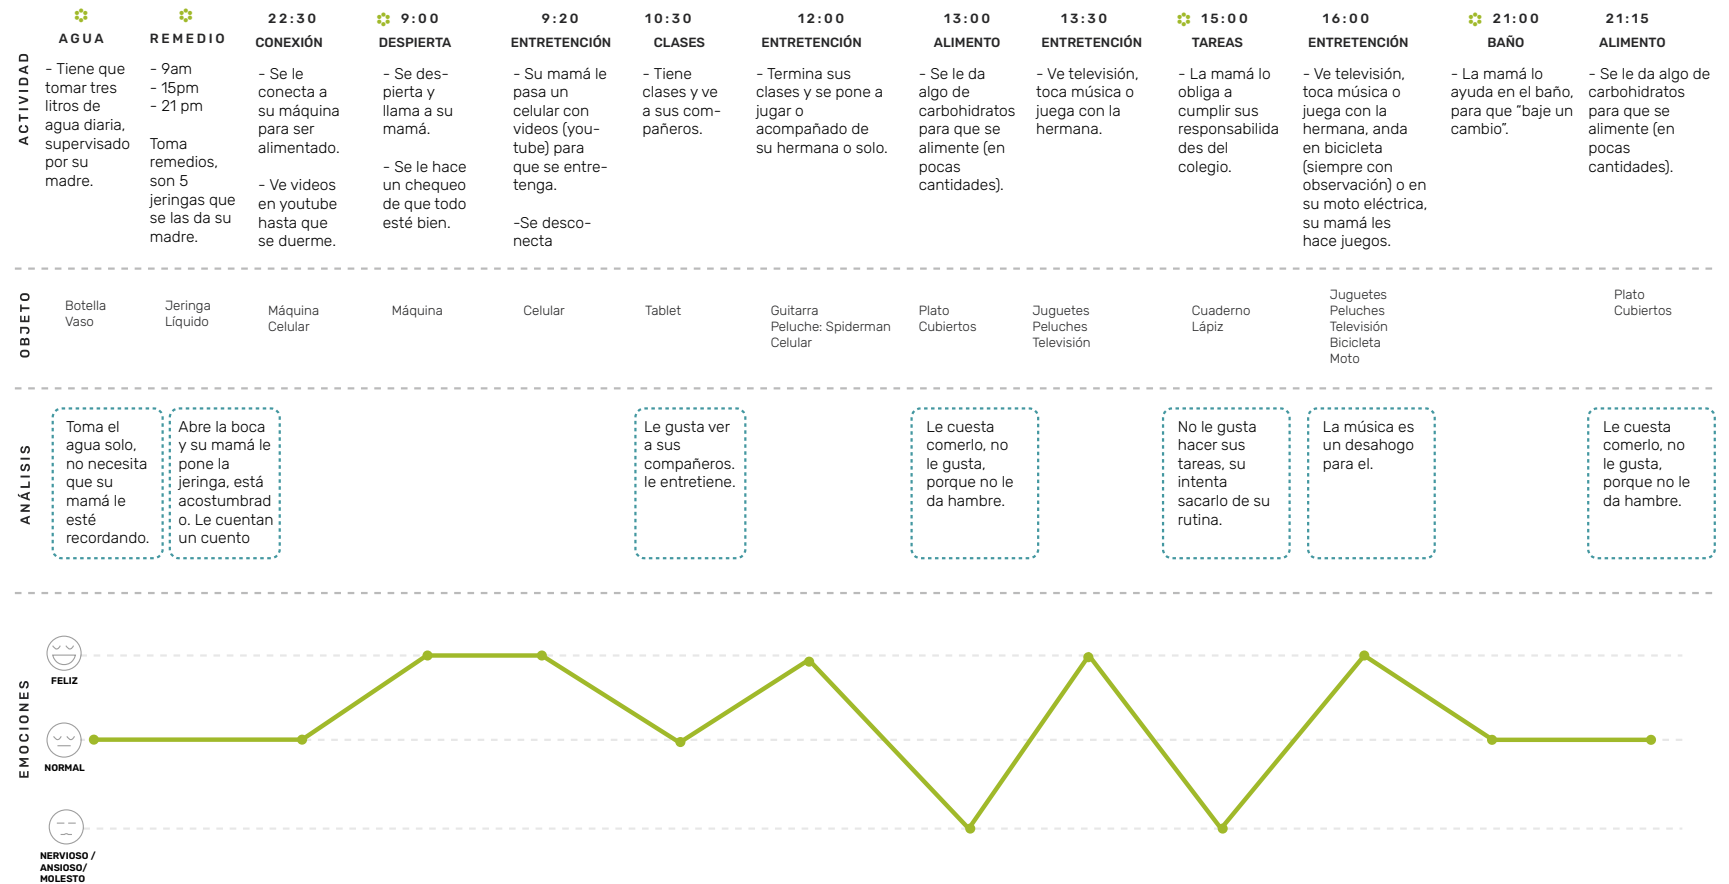 ACTIVIDAD
AGUA
- Tiene que
tomar tres
litros de
agua diaria,
supervisado
por su
madre.
REMEDIO
- 9am
- 15pm
- 21 pm
Toma
remedios,
son 5
jeringas que
se las da su
madre.
22:30
CONEXIÓN
- Se le
conecta a
su máquina
para ser
alimentado.
- Ve videos
en youtube
hasta que
se duerme.
9:00
DESPIERTA
- Se des-
pierta y
llama a su
mamá.
- Se le hace
un chequeo
de que todo
esté bien.
9:20
ENTRETENCIÓN
- Su mamá le
pasa un
celular con
videos (you-
tube) para
que se entre-
tenga.
-Se desco-
necta
10:30
CLASES
- Tiene
clases y ve
a sus com-
pañeros.
12:00
ENTRETENCIÓN
- Termina sus
clases y se pone a
jugar o
acompañado de
su hermana o solo.
13:00
ALIMENTO
- Se le da
algo de
carbohidratos
para que se
alimente (en
pocas
cantidades).
13:30
ENTRETENCIÓN
- Ve televisión,
toca música o
juega con la
hermana.
15:00
TAREAS
- La mamá lo
obliga a
cumplir sus
responsabilida
des del
colegio.
16:00
ENTRETENCIÓN
- Ve televisión,
toca música o
juega con la
hermana, anda
en bicicleta
(siempre con
observación) o en
su moto eléctrica,
su mamá les
hace juegos.
21:00
BAÑO
- La mamá lo
ayuda en el baño,
para que “baje un
cambio”.
21:15
ALIMENTO
- Se le da algo de
carbohidratos
para que se
alimente (en
pocas
cantidades).
OBJETO
Botella
Vaso
Jeringa
Líquido
Máquina
Celular
Máquina
Celular
Tablet
Guitarra
Peluche: Spiderman
Celular
Plato
Cubiertos
Juguetes
Peluches
Televisión
Cuaderno
Lápiz
Juguetes
Peluches
Televisión
Bicicleta
Moto
Plato
Cubiertos
ANÁLISIS
Toma el
agua solo,
no necesita
que su
mamá le
esté
recordando.
Abre la boca
y su mamá le
pone la
jeringa, está
acostumbrad
o. Le cuentan
un cuento
Le gusta ver
a sus
compañeros.
le entretiene.
Le cuesta
comerlo, no
le gusta,
porque no le
da hambre.
No le gusta
hacer sus
tareas, su
intenta
sacarlo de su
rutina.
La música es
un desahogo
para el.
Le cuesta
comerlo, no
le gusta,
porque no le
da hambre.
EMOCIONES
FELIZ
NORMAL
NERVIOSO /
ANSIOSO/
MOLESTO